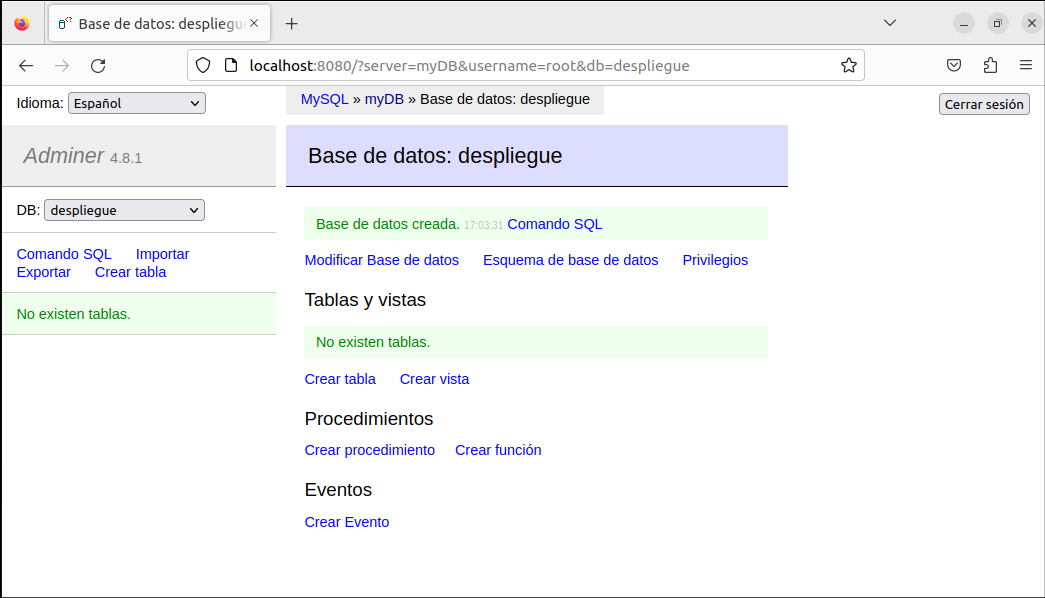 Base de datos: despliegue
localhost:8080/?server=myDB&username=root&db=despliegue
Idioma: Español
MySQL » myDB » Base de datos: despliegue
Cerrar sesión
Adminer 4.8.1
Base de datos: despliegue
DB: despliegue
Comando SQL Importar
Exportar Crear tabla
No existen tablas.
Base de datos creada. 17:03:31 Comando SQL
Modificar Base de datos Esquema de base de datos Privilegios
Tablas y vistas
No existen tablas.
Crear tabla Crear vista
Procedimientos
Crear procedimiento Crear función
Eventos
Crear Evento